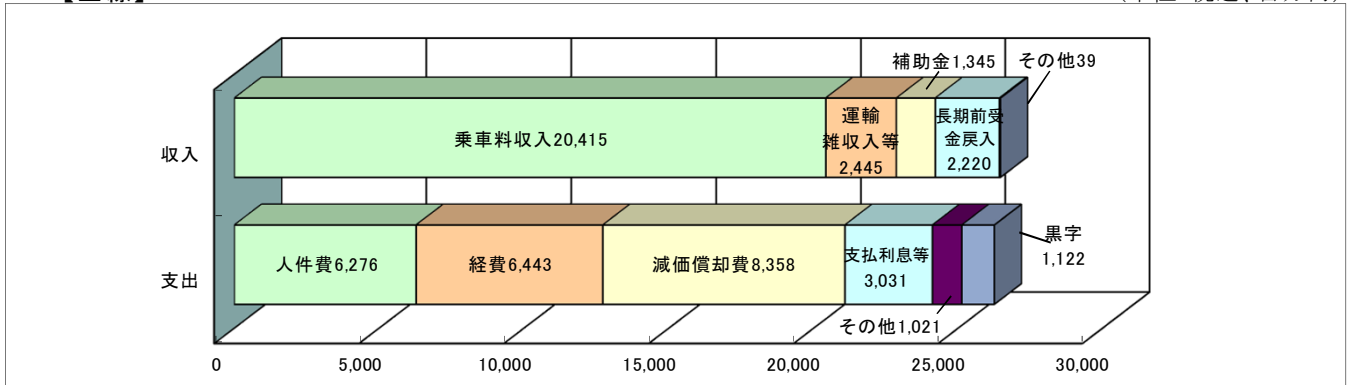 補助金1,345
その他39
収入
乗車料収入20,415
運輸
雑収入等
2,445
長期前受
金戻入
2,220
支出
人件費6,276
経費6,443
減価償却費8,358
支払利息等
3,031
その他1,021
黒字
1,122
0
5,000
10,000
15,000
20,000
25,000
30,000